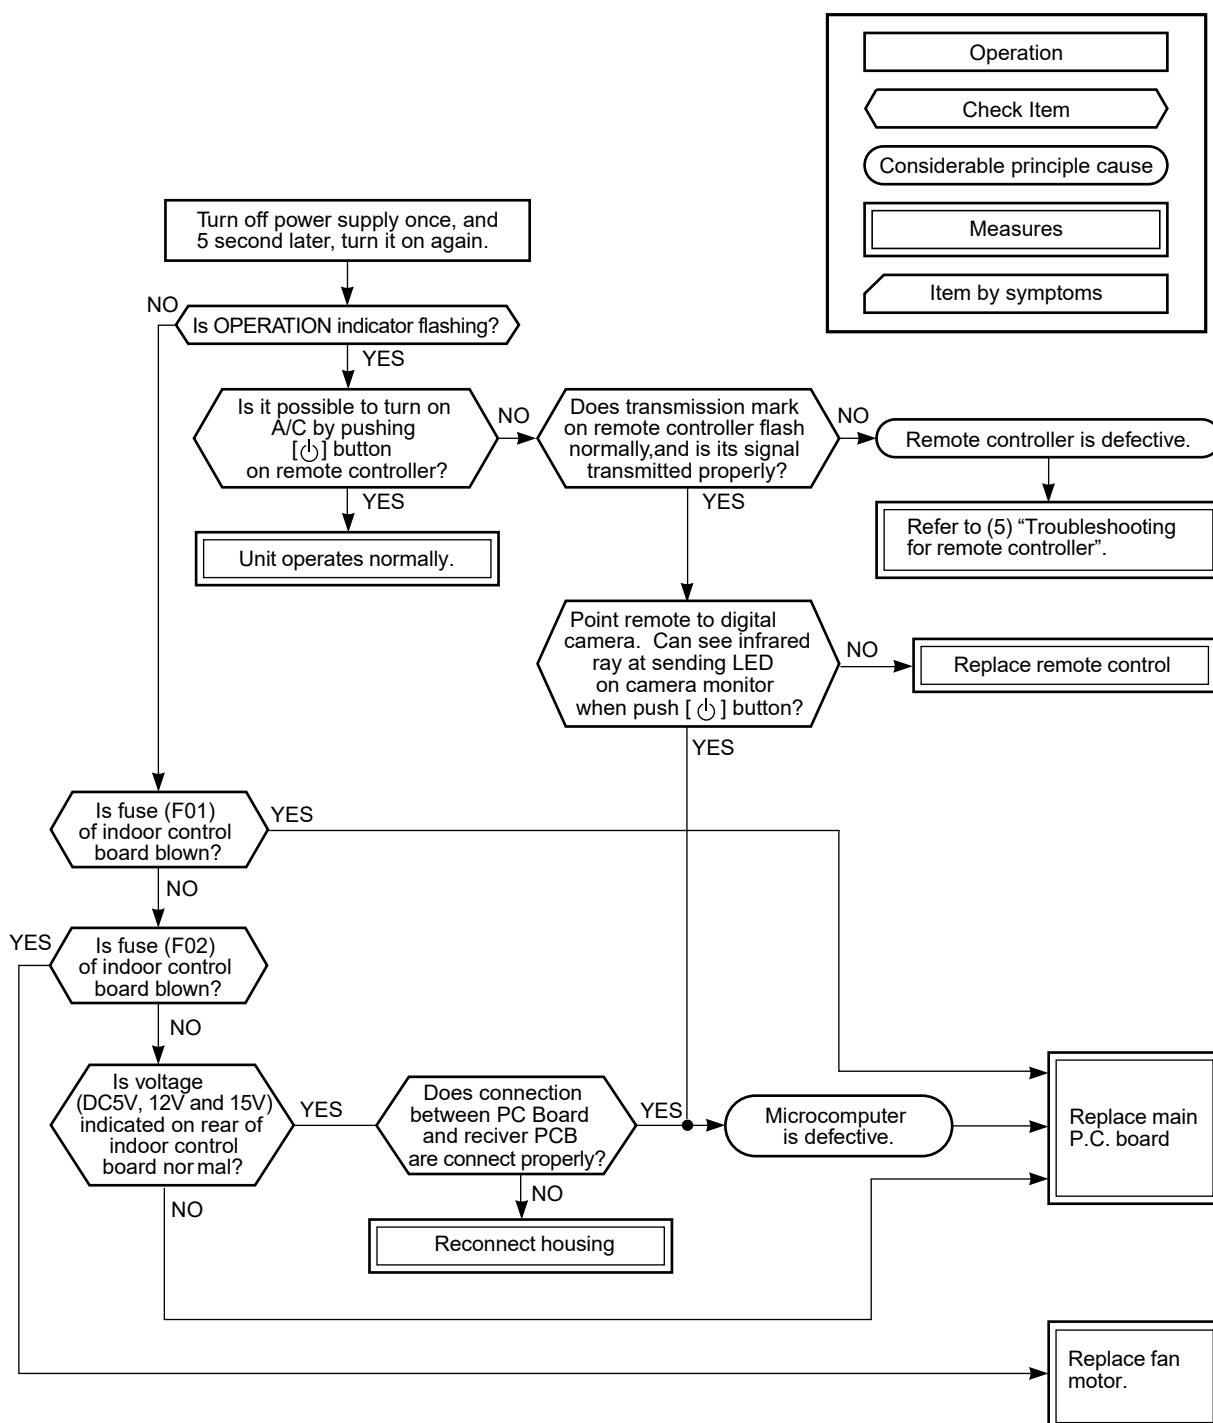 Operation
Check Item
Considerable principle cause
Measures
Item by symptoms
Turn off power supply once, and
5 second later, turn it on again.
NO
Is OPERATION indicator flashing?
YES
Is it possible to turn on
A/C by pushing
[⏻] button
on remote controller?
NO
Does transmission mark
on remote controller flash
normally,and is its signal
transmitted properly?
NO
Remote controller is defective.
YES
YES
Unit operates normally.
Refer to (5) “Troubleshooting
for remote controller”.
Point remote to digital
camera. Can see infrared
ray at sending LED
on camera monitor
when push [ ⏻ ] button?
NO
Replace remote control
YES
Is fuse (F01)
of indoor control
board blown?
YES
NO
YES
Is fuse (F02)
of indoor control
board blown?
NO
Is voltage
(DC5V, 12V and 15V)
indicated on rear of
indoor control
board nor mal?
YES
Does connection
between PC Board
and reciver PCB
are connect properly?
YES
Microcomputer
is defective.
Replace main
P.C. board
NO
NO
Reconnect housing
Replace fan
motor.